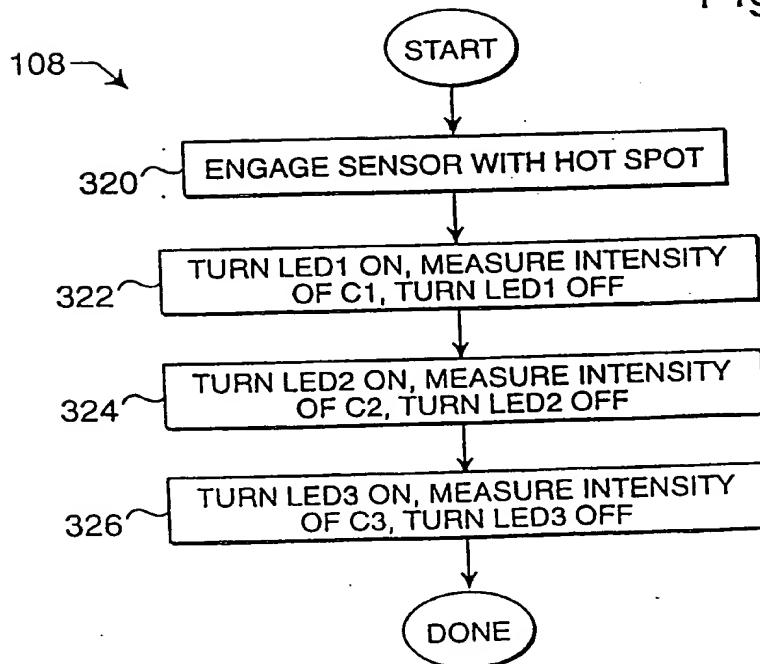 START
108
320
ENGAGE SENSOR WITH HOT SPOT
322
TURN LED1 ON, MEASURE INTENSITY
OF C1, TURN LED1 OFF
324
TURN LED2 ON, MEASURE INTENSITY
OF C2, TURN LED2 OFF
326
TURN LED3 ON, MEASURE INTENSITY
OF C3, TURN LED3 OFF
DONE